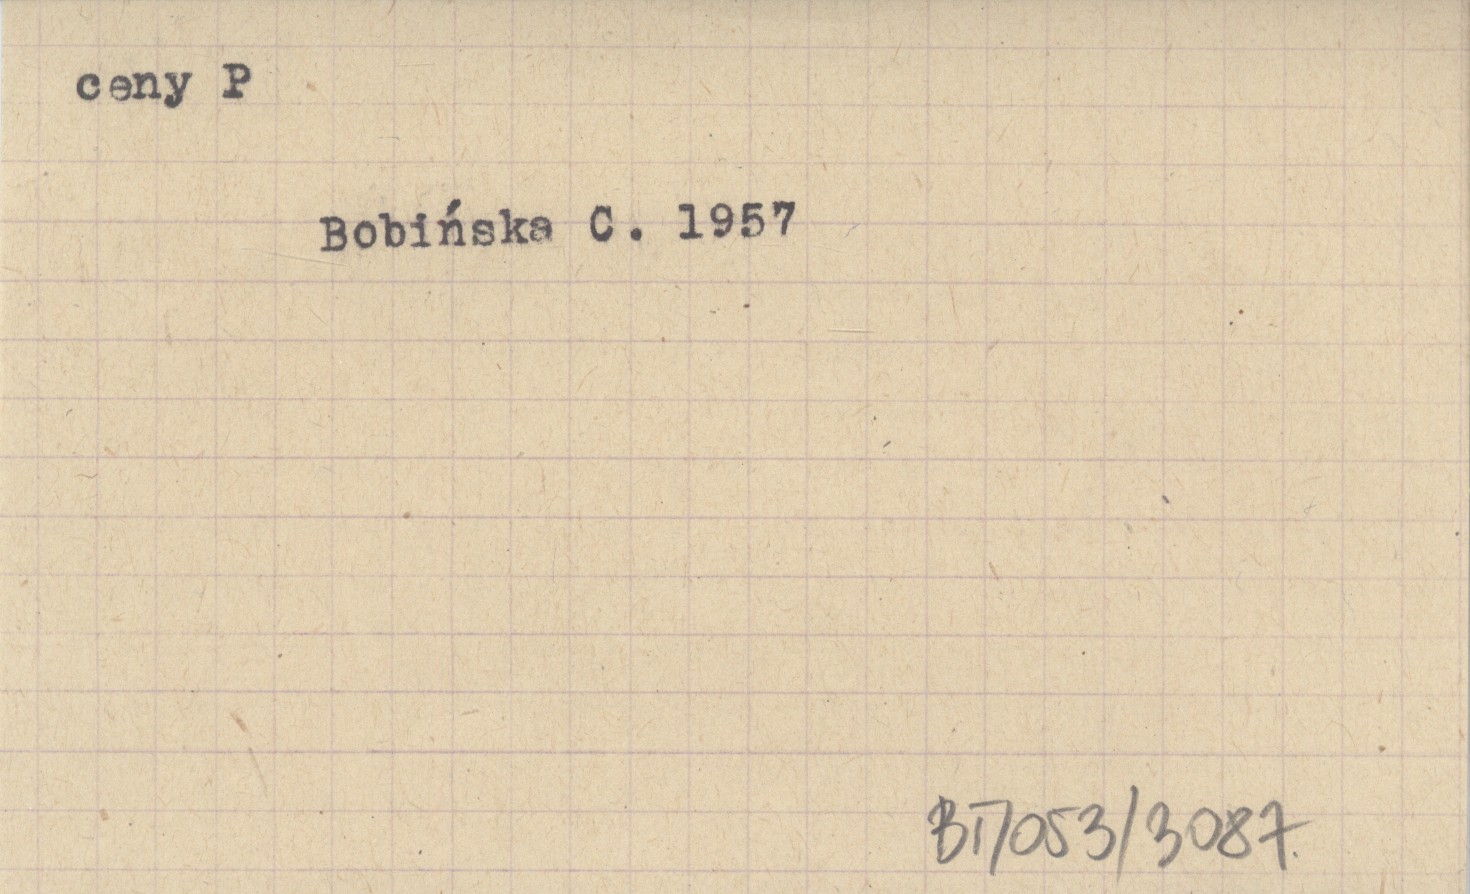 ceny P
Bobińska C. 1957
BI/053/3087.